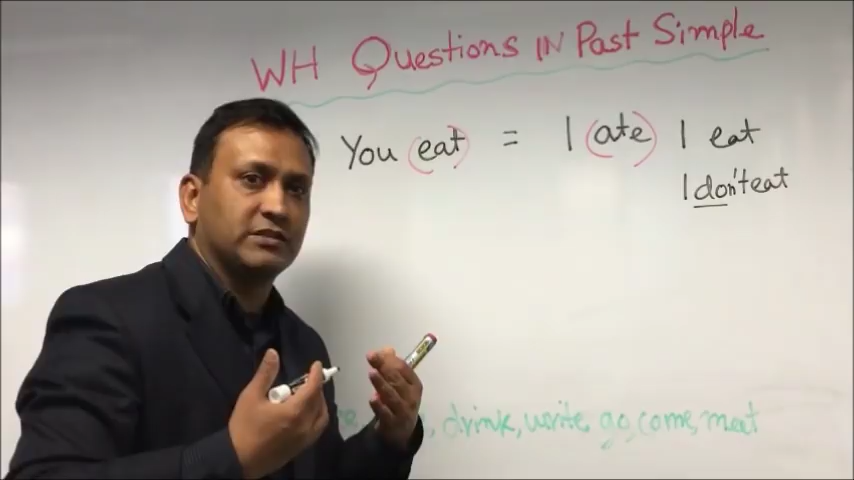 WH Questions IN Past Simple
You (eat) = I (ate) I eat
I don't eat
drink, write, go, come, meet